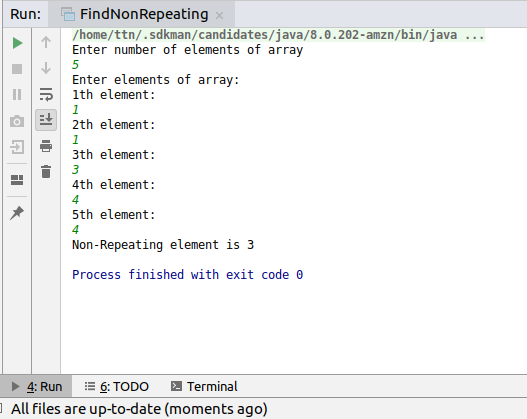 Run: FindNonRepeating
/home/ttn/.sdkman/candidates/java/8.0.202-amzn/bin/java ...
Enter number of elements of array
5
Enter elements of array:
1th element:
1
2th element:
1
3th element:
3
4th element:
4
5th element:
4
Non-Repeating element is 3
Process finished with exit code 0
4: Run 6: TODO Terminal
All files are up-to-date (moments ago)